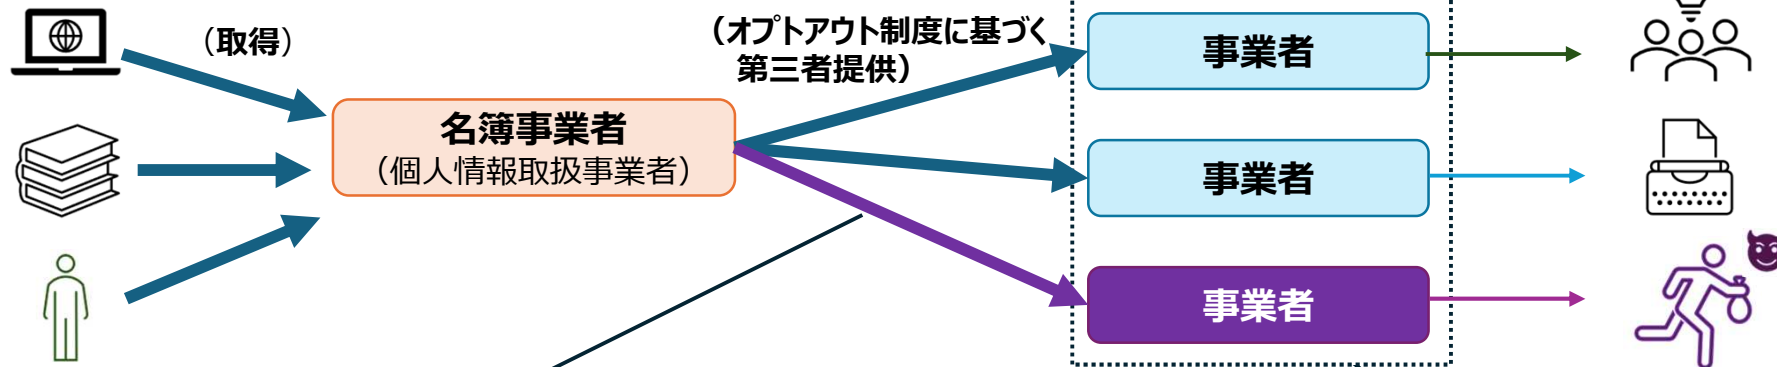 （取得）
（オプトアウト制度に基づく
第三者提供）
名簿事業者
（個人情報取扱事業者）
事業者
事業者
事業者